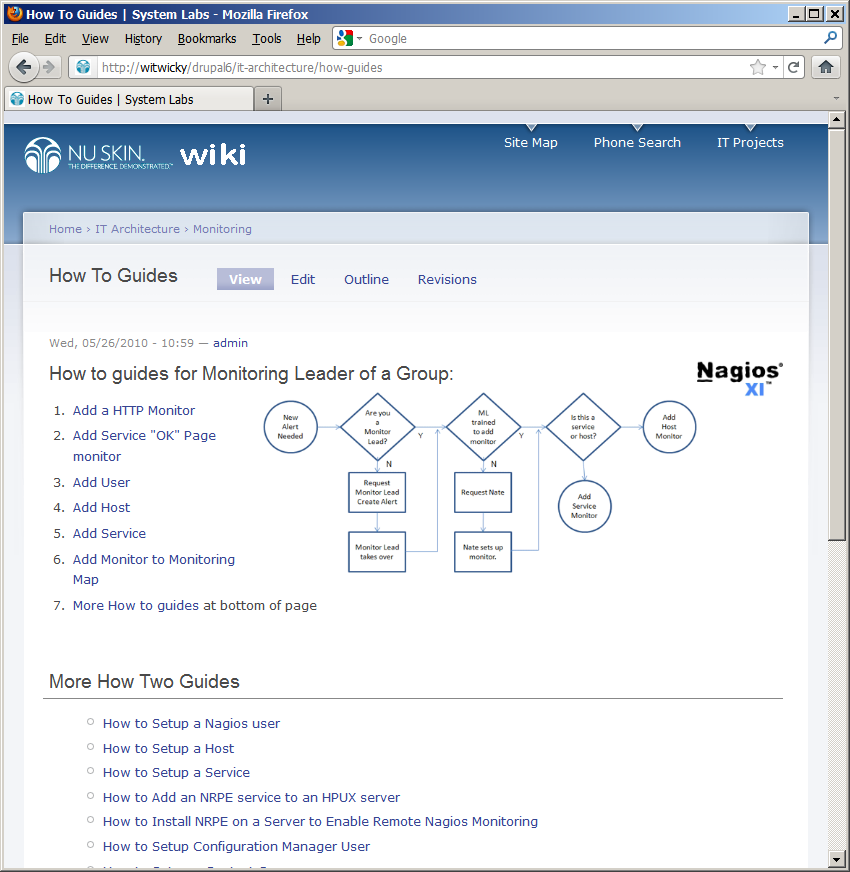 How To Guides | System Labs - Mozilla Firefox
File Edit View History Bookmarks Tools Help
Google
http://witwicky/drupal6/it-architecture/how-guides
How To Guides | System Labs
NU SKIN.
THE DIFFERENCE. DEMONSTRATED.™
wiki
Site Map Phone Search IT Projects
Home › IT Architecture › Monitoring
How To Guides
View Edit Outline Revisions
Wed, 05/26/2010 - 10:59 — admin
How to guides for Monitoring Leader of a Group:
Nagios®
XI™
1. Add a HTTP Monitor
2. Add Service "OK" Page
monitor
3. Add User
4. Add Host
5. Add Service
6. Add Monitor to Monitoring
Map
7. More How to guides at bottom of page
New
Alert
Needed
Are you
a
Monitor
Lead?
Y
N
Request
Monitor Lead
Create Alert
Monitor Lead
takes over
ML
trained
to add
monitor
Y
N
Request Nate
Nate sets up
monitor.
Is this a
service
or host?
Add
Host
Monitor
Add
Service
Monitor
More How Two Guides
How to Setup a Nagios user
How to Setup a Host
How to Setup a Service
How to Add an NRPE service to an HPUX server
How to Install NRPE on a Server to Enable Remote Nagios Monitoring
How to Setup Configuration Manager User